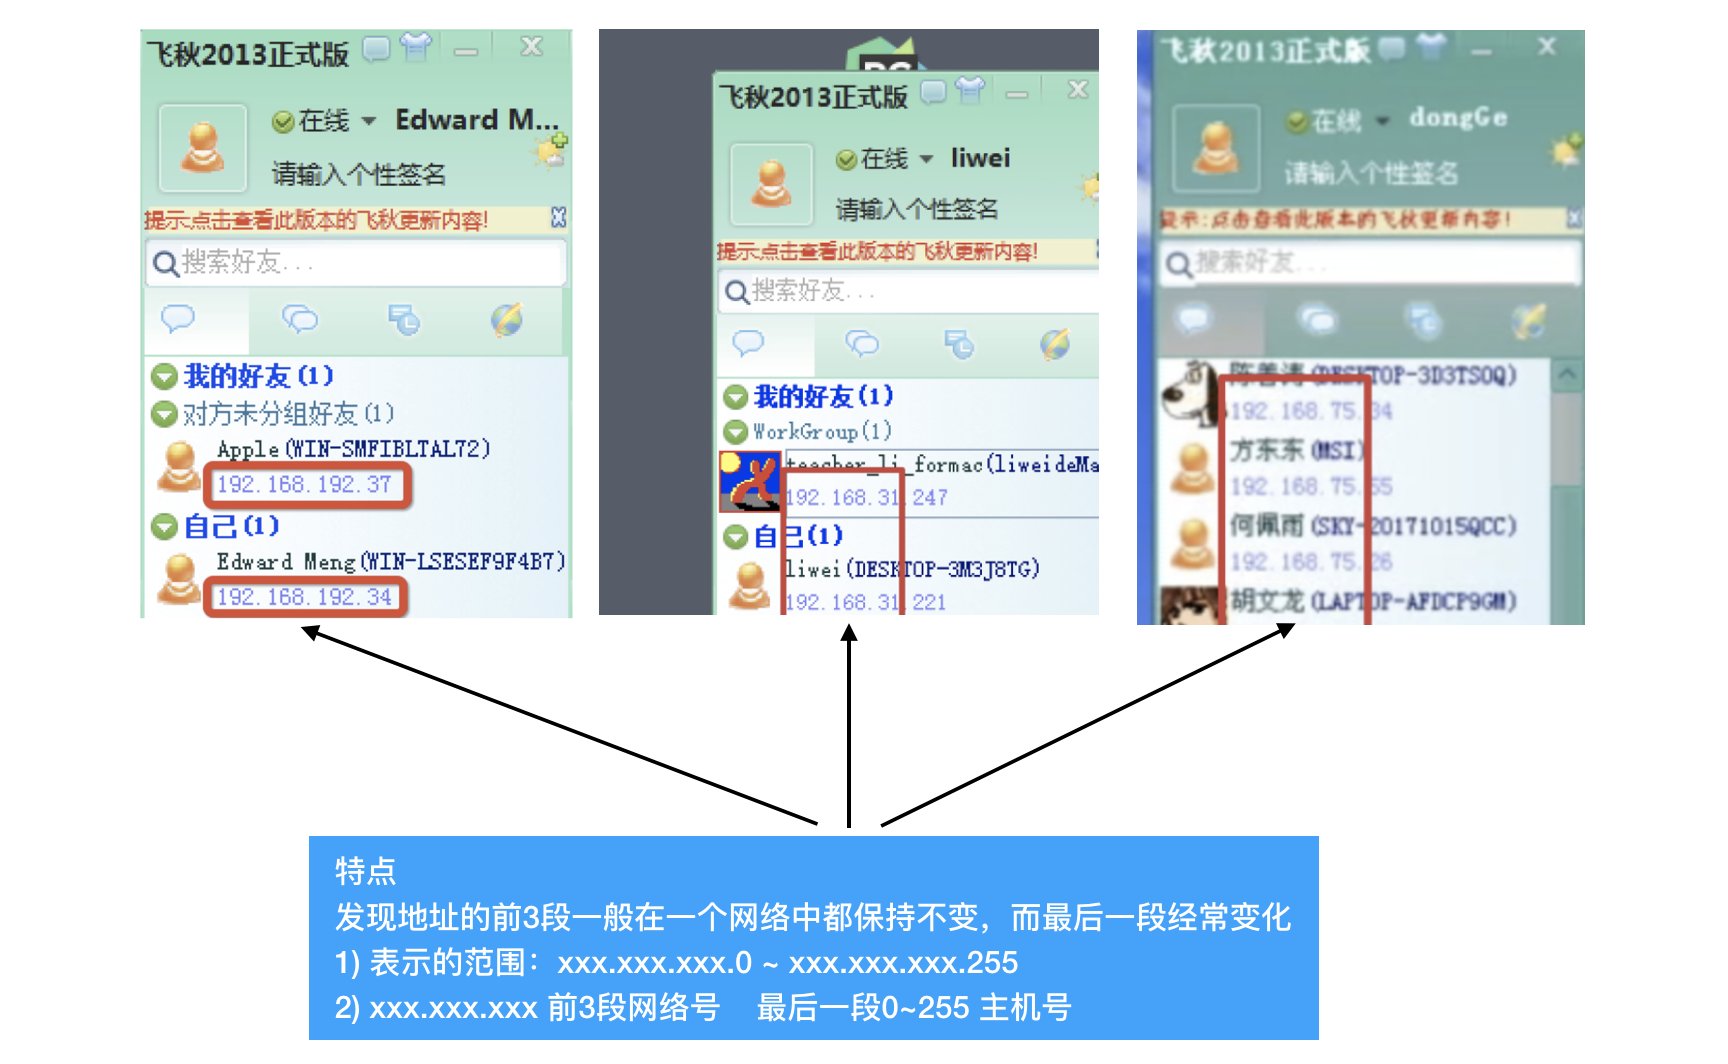 飞秋2013正式版
在线 Edward M...
请输入个性签名
提示:点击查看此版本的飞秋更新内容!
搜索好友...
我的好友(1)
对方未分组好友(1)
Apple(WIN-SMFIBLTAL72)
192.168.192.37
自己(1)
Edward Meng(WIN-LSESEF9F4B7)
192.168.192.34
飞秋2013正式版
在线 liwei
请输入个性签名
提示:点击查看此版本的飞秋更新内容!
搜索好友...
我的好友(1)
WorkGroup(1)
teacher_li_formac(liweideMa
192.168.31.247
自己(1)
liwei(DESKTOP-3M3J8TG)
192.168.31.221
飞秋2013正式版
在线 dongGe
请输入个性签名
提示:点击查看此版本的飞秋更新内容!
搜索好友...
陈善涛(DESKTOP-3D3TSOQ)
192.168.75.34
方东东(MSI)
192.168.75.55
何佩雨(SKY-20171015QCC)
192.168.75.26
胡文龙(LAPTOP-AFDCP9GM)
特点
发现地址的前3段一般在一个网络中都保持不变，而最后一段经常变化
1) 表示的范围：xxx.xxx.xxx.0 ~ xxx.xxx.xxx.255
2) xxx.xxx.xxx 前3段网络号 最后一段0~255 主机号